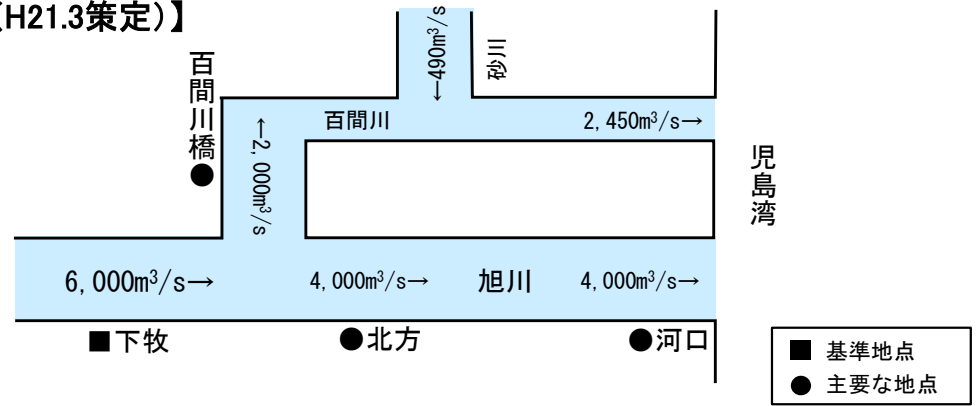 (H21.3策定)】
百間川橋
●
←490m³/s
砂川
百間川
2,450m³/s→
←2,000m³/s
児島湾
6,000m³/s→
4,000m³/s→
旭川
4,000m³/s→
■下牧
●北方
●河口
■ 基準地点
● 主要な地点